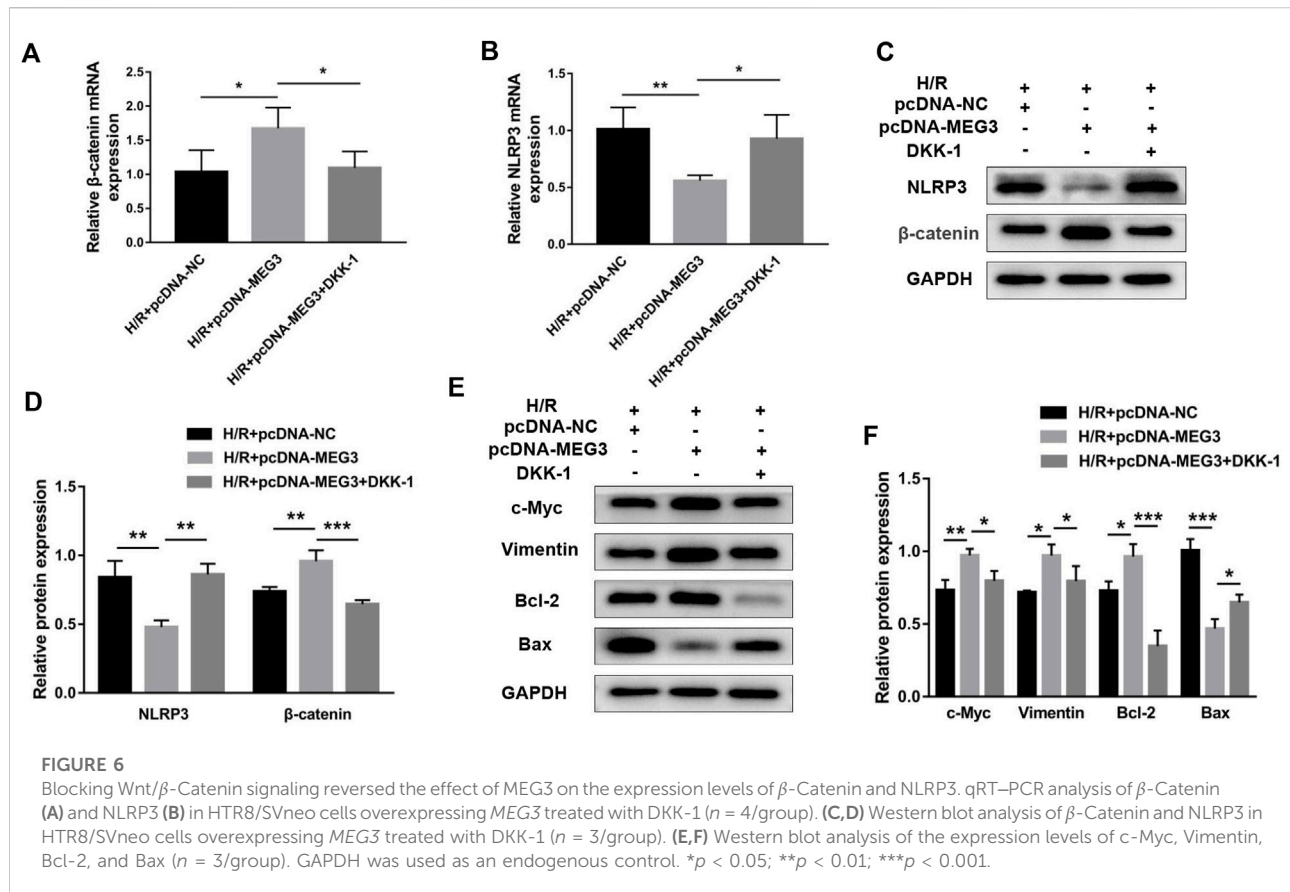 A
Relative β-catenin mRNA
expression
2.5
2.0
1.5
1.0
0.5
0.0
*
*
H/R+pcDNA-NC
H/R+pcDNA-MEG3
H/R+pcDNA-MEG3+DKK-1
B
Relative NLRP3 mRNA
expression
1.5
1.0
0.5
0.0
**
*
H/R+pcDNA-NC
H/R+pcDNA-MEG3
H/R+pcDNA-MEG3+DKK-1
C
H/R + + +
pcDNA-NC + - -
pcDNA-MEG3 - + +
DKK-1 - - +
NLRP3
β-catenin
GAPDH
D
H/R+pcDNA-NC
H/R+pcDNA-MEG3
H/R+pcDNA-MEG3+DKK-1
Relative protein expression
1.5
1.0
0.5
0.0
** ** ** ***
NLRP3 β-catenin
E
H/R + + +
pcDNA-NC + - -
pcDNA-MEG3 - + +
DKK-1 - - +
c-Myc
Vimentin
Bcl-2
Bax
GAPDH
F
H/R+pcDNA-NC
H/R+pcDNA-MEG3
H/R+pcDNA-MEG3+DKK-1
Relative protein expression
1.5
1.0
0.5
0.0
** * * * * *** *** *
c-Myc Vimentin Bcl-2 Bax
FIGURE 6
Blocking Wnt/β-Catenin signaling reversed the effect of MEG3 on the expression levels of β-Catenin and NLRP3. qRT–PCR analysis of β-Catenin
(A) and NLRP3 (B) in HTR8/SVneo cells overexpressing MEG3 treated with DKK-1 (n = 4/group). (C,D) Western blot analysis of β-Catenin and NLRP3 in
HTR8/SVneo cells overexpressing MEG3 treated with DKK-1 (n = 3/group). (E,F) Western blot analysis of the expression levels of c-Myc, Vimentin,
Bcl-2, and Bax (n = 3/group). GAPDH was used as an endogenous control. *p < 0.05; **p < 0.01; ***p < 0.001.